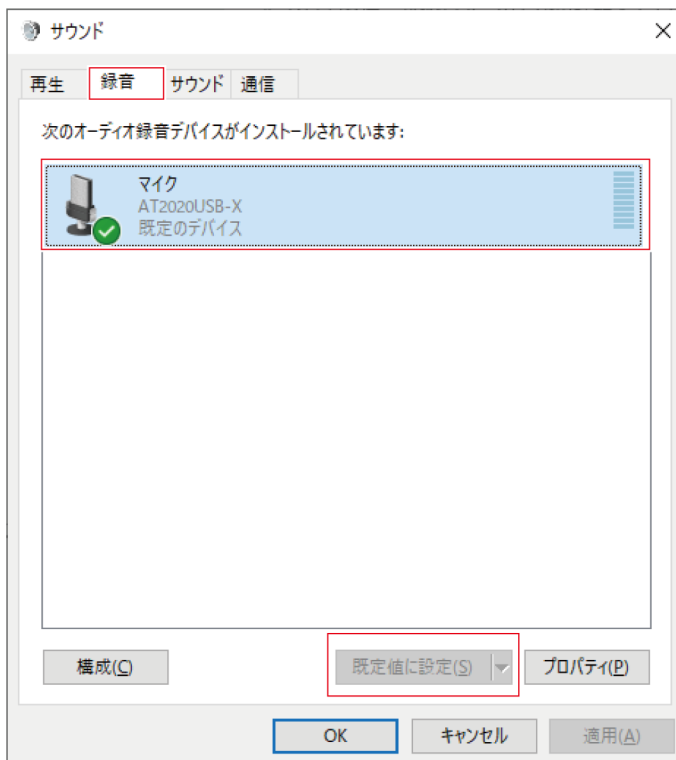 サウンド
再生 録音 サウンド 通信
次のオーディオ録音デバイスがインストールされています:
マイク
AT2020USB-X
既定のデバイス
構成(C) 既定値に設定(S) プロパティ(P)
OK キャンセル 適用(A)